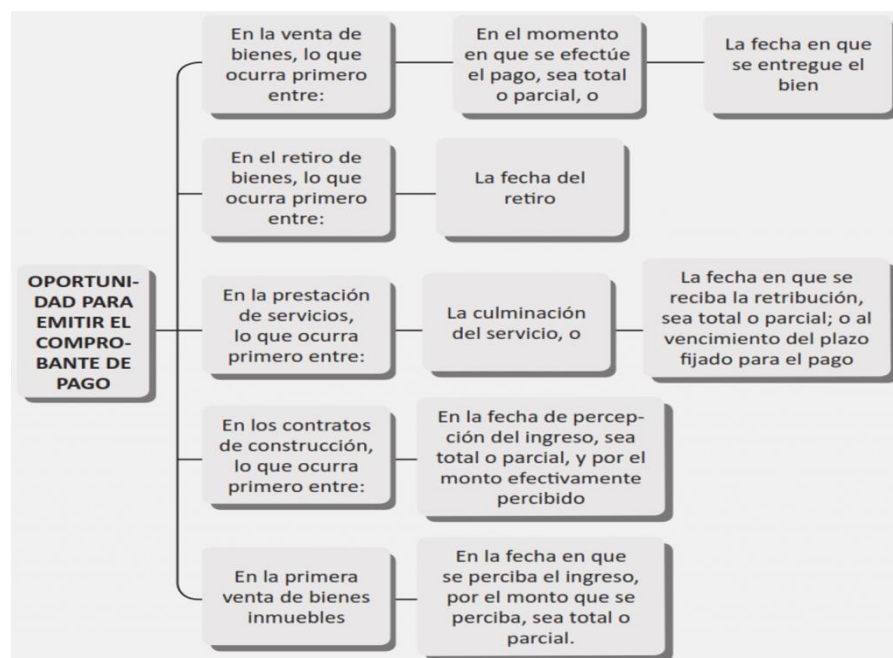 OPORTUNI-
DAD PARA
EMITIR EL
COMPRO-
BANTE DE
PAGO
En la venta de
bienes, lo que
ocurra primero
entre:
En el momento
en que se efectúe
el pago, sea total
o parcial, o
La fecha en que
se entregue el
bien
En el retiro de
bienes, lo que
ocurra primero
entre:
La fecha del
retiro
En la prestación
de servicios,
lo que ocurra
primero entre:
La culminación
del servicio, o
La fecha en que se
reciba la retribución,
sea total o parcial; o al
vencimiento del plazo
fijado para el pago
En los contratos
de construcción,
lo que ocurra
primero entre:
En la fecha de percep-
ción del ingreso, sea
total o parcial, y por el
monto efectivamente
percibido
En la primera
venta de bienes
inmuebles
En la fecha en que
se perciba el ingreso,
por el monto que se
perciba, sea total o
parcial.